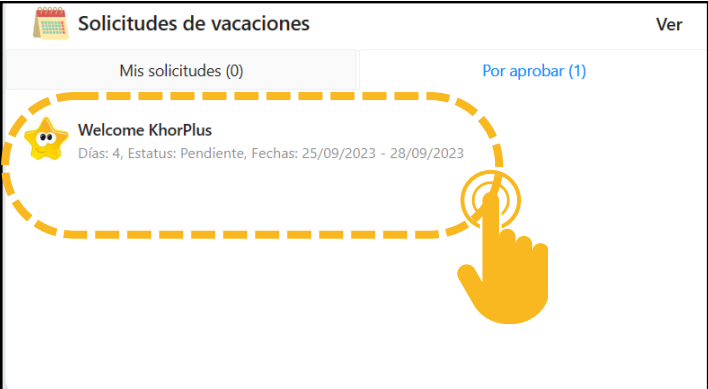 Solicitudes de vacaciones
Ver
Mis solicitudes (0)
Por aprobar (1)
Welcome KhorPlus
Días: 4, Estatus: Pendiente, Fechas: 25/09/2023 - 28/09/2023